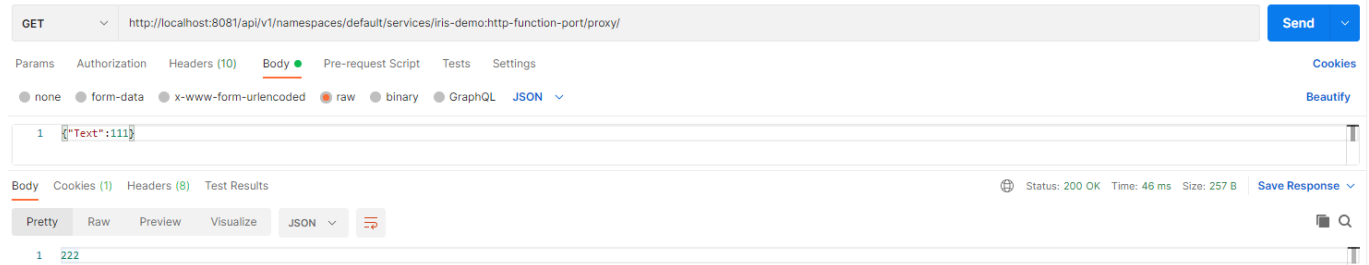 GET http://localhost:8081/api/v1/namespaces/default/services/iris-demo:http-function-port/proxy/ Send
Params Authorization Headers (10) Body Pre-request Script Tests Settings Cookies
none form-data x-www-form-urlencoded raw binary GraphQL JSON Beautify
1 {"Text":111}
Body Cookies (1) Headers (8) Test Results Status: 200 OK Time: 46 ms Size: 257 B Save Response
Pretty Raw Preview Visualize JSON
1 222